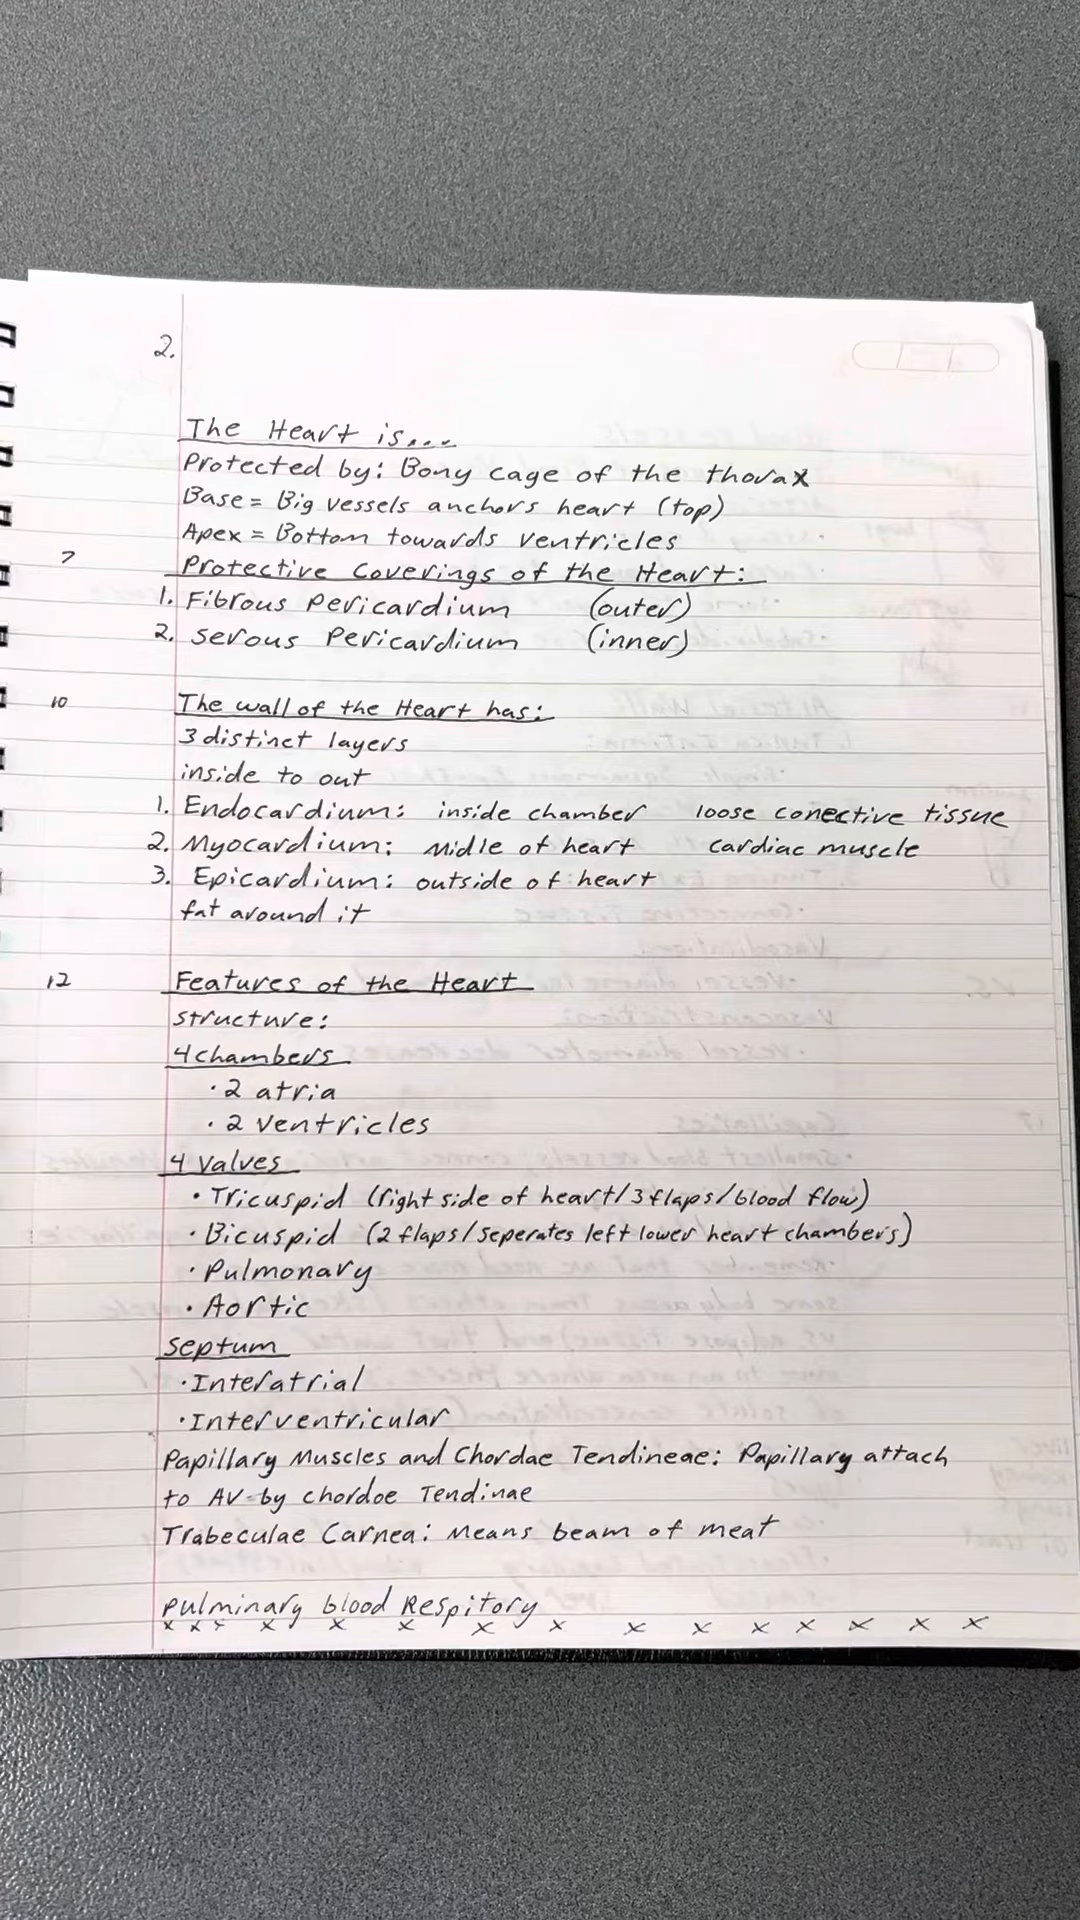 2.
The Heart is...
Protected by: Bony cage of the thorax
Base = Big vessels anchors heart (top)
Apex = Bottom towards ventricles
7 Protective Coverings of the Heart:
1. Fibrous Pericardium (outer)
2. Serous Pericardium (inner)
10 The wall of the Heart has:
3 distinct layers
inside to out
1. Endocardium: inside chamber loose conective tissue
2. Myocardium: Midle of heart cardiac muscle
3. Epicardium: outside of heart
fat around it
12 Features of the Heart
structure:
4 chambers
· 2 atria
· 2 ventricles
4 Valves
· Tricuspid (right side of heart/3 flaps/blood flow)
· Bicuspid (2 flaps/seperates left lower heart chambers)
· Pulmonary
· Aortic
Septum
· Interatrial
· Interventricular
Papillary Muscles and Chordae Tendineae: Papillary attach
to AV by chordoe Tendinae
Trabeculae Carnea: Means beam of meat
Pulminary blood Respitory
x x x x x x x x x x x x x x x